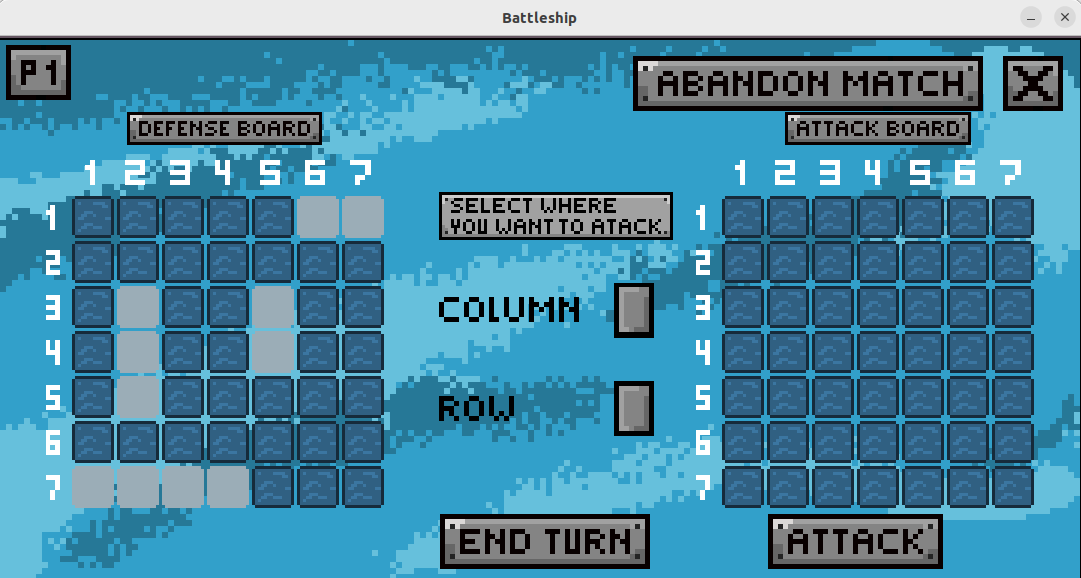 Battleship
P1
ABANDON MATCH
X
DEFENSE BOARD
ATTACK BOARD
1 2 3 4 5 6 7
1 2 3 4 5 6 7
1
2
3
4
5
6
7
SELECT WHERE
YOU WANT TO ATACK
COLUMN
ROW
1
2
3
4
5
6
7
END TURN
ATTACK